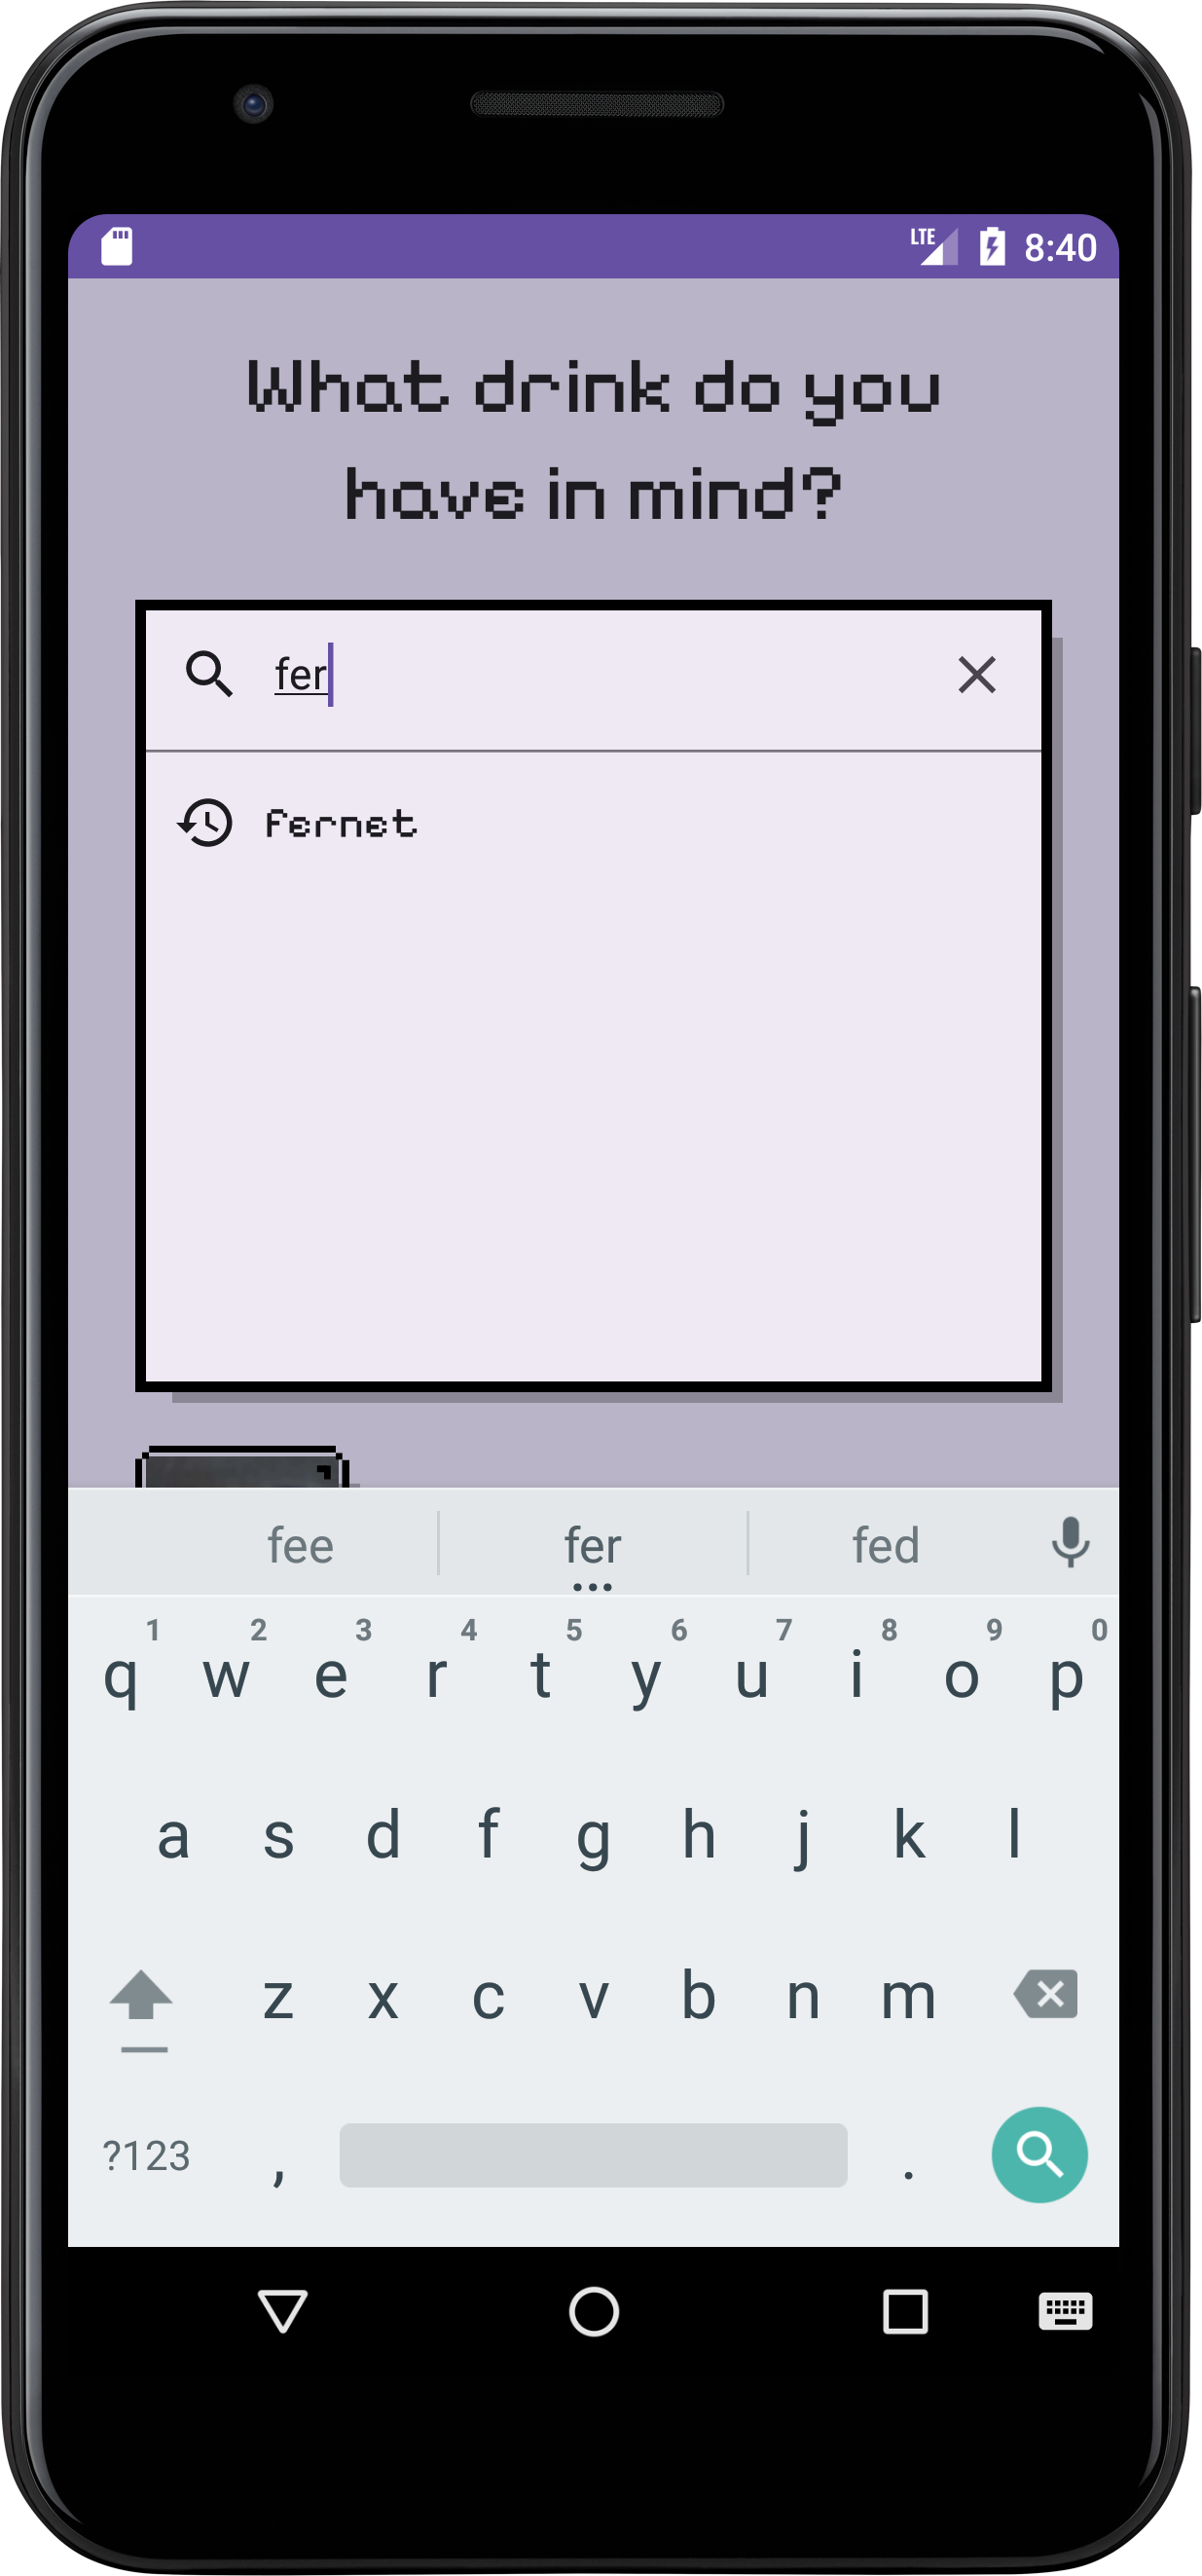 LTE 8:40
What drink do you
have in mind?
fer
fernet
fee fer fed
1 2 3 4 5 6 7 8 9 0
q w e r t y u i o p
a s d f g h j k l
z x c v b n m
?123 , .